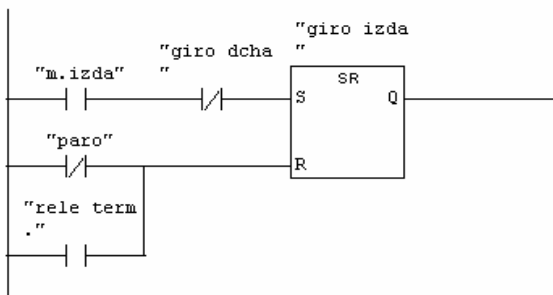 "giro izda
"
"giro dcha
"
"m.izda"
SR
S
Q
"paro"
R
"rele term
."